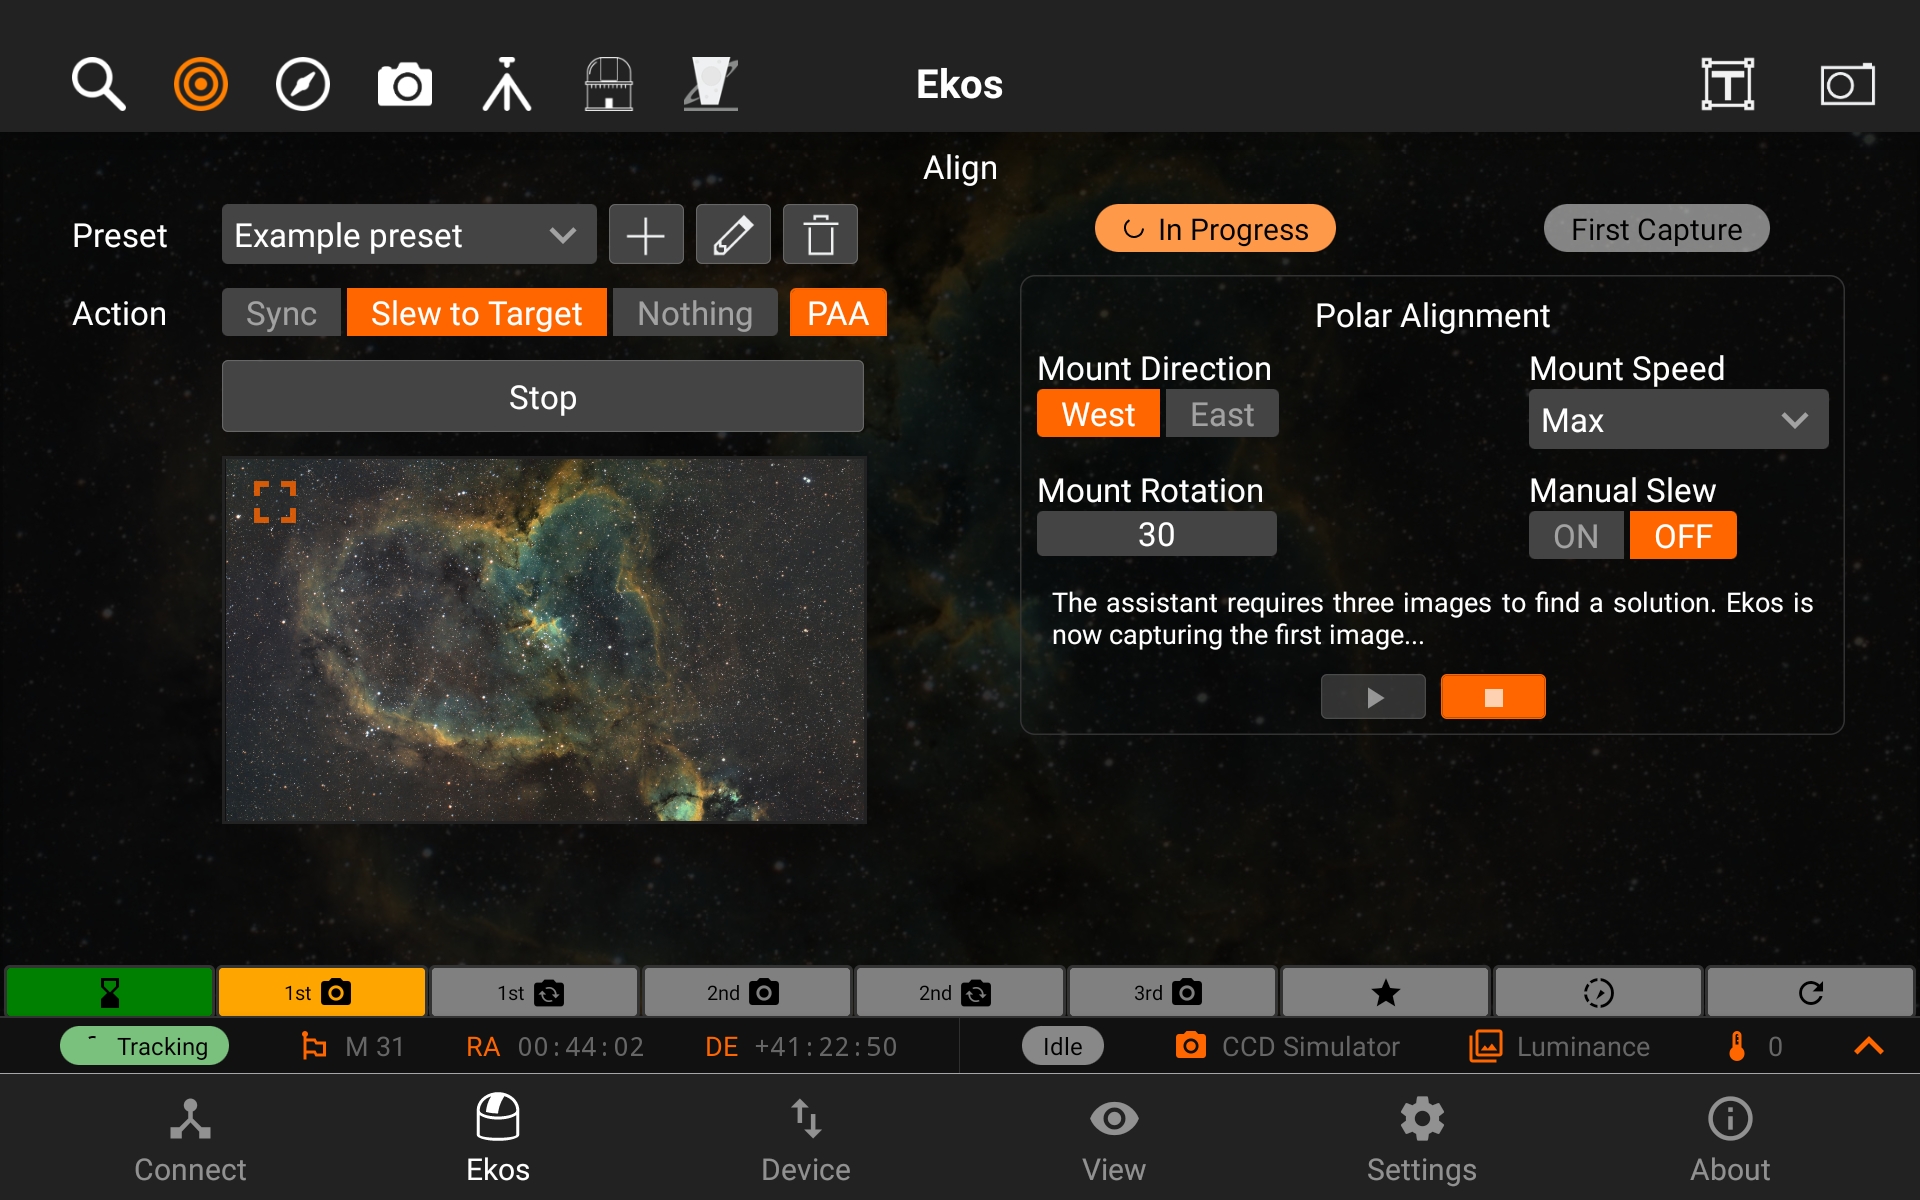 Ekos
Align
Preset
Example preset
In Progress
First Capture
Action
Sync
Slew to Target
Nothing
PAA
Stop
Polar Alignment
Mount Direction
Mount Speed
West
East
Max
Mount Rotation
Manual Slew
30
ON
OFF
The assistant requires three images to find a solution. Ekos is
now capturing the first image...
1st
1st
2nd
2nd
3rd
Tracking
M 31
RA 00:44:02
DE +41:22:50
Idle
CCD Simulator
Luminance
0
Connect
Ekos
Device
View
Settings
About